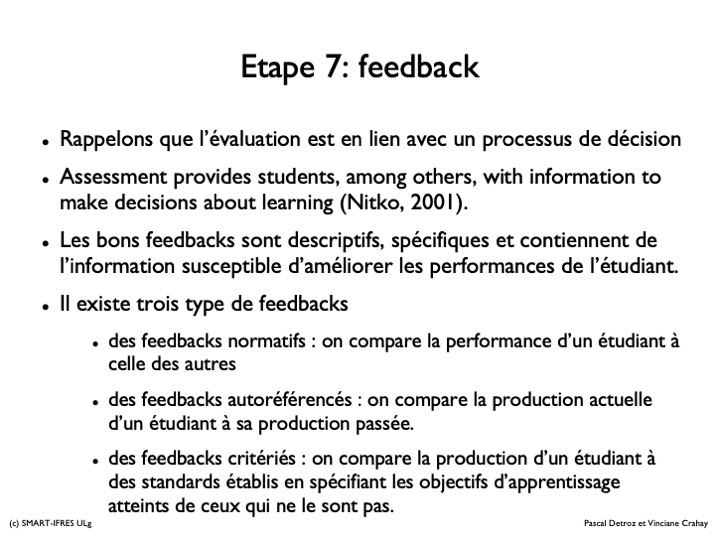 Etape 7: feedback
• Rappelons que l’évaluation est en lien avec un processus de décision
• Assessment provides students, among others, with information to
make decisions about learning (Nitko, 2001).
• Les bons feedbacks sont descriptifs, spécifiques et contiennent de
l’information susceptible d’améliorer les performances de l’étudiant.
• Il existe trois type de feedbacks
• des feedbacks normatifs : on compare la performance d’un étudiant à
celle des autres
• des feedbacks autoréférencés : on compare la production actuelle
d’un étudiant à sa production passée.
• des feedbacks critériés : on compare la production d’un étudiant à
des standards établis en spécifiant les objectifs d’apprentissage
atteints de ceux qui ne le sont pas.
(c) SMART-IFRES ULg
Pascal Detroz et Vinciane Crahay